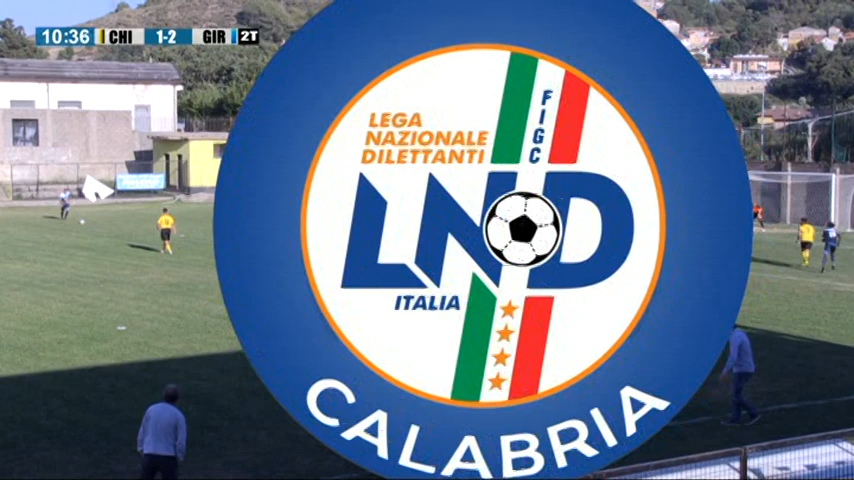 10:36 CHI 1-2 GIR 2T
LEGA
NAZIONALE
DILETTANTI
FIGC
LND
ITALIA
CALABRIA